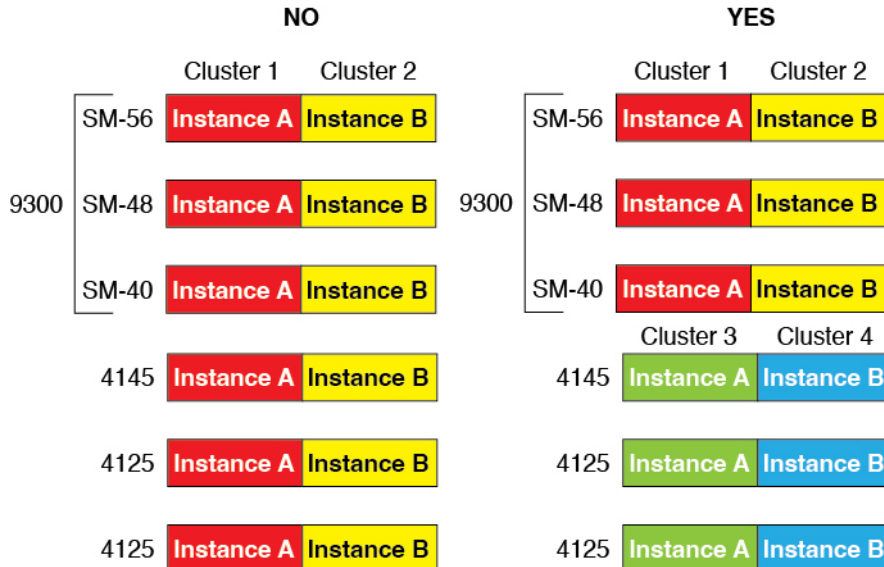 NO YES
Cluster 1 Cluster 2 Cluster 1 Cluster 2
SM-56 Instance A Instance B SM-56 Instance A Instance B
9300 SM-48 Instance A Instance B 9300 SM-48 Instance A Instance B
SM-40 Instance A Instance B SM-40 Instance A Instance B
Cluster 3 Cluster 4
4145 Instance A Instance B 4145 Instance A Instance B
4125 Instance A Instance B 4125 Instance A Instance B
4125 Instance A Instance B 4125 Instance A Instance B